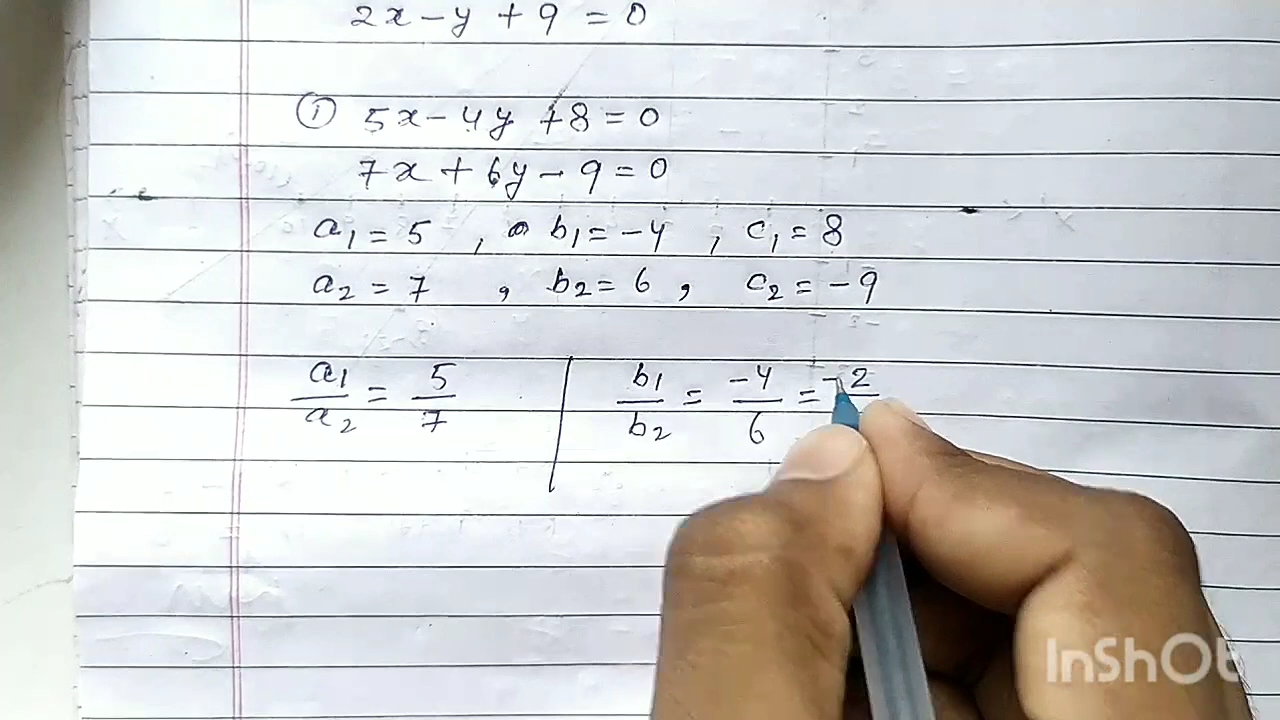 2x - y + 9 = 0
① 5x - 4y + 8 = 0
7x + 6y - 9 = 0
a1 = 5 , b1 = -4 , c1 = 8
a2 = 7 , b2 = 6 , c2 = -9
a1/a2 = 5/7 | b1/b2 = -4/6 = -2/
InShOt